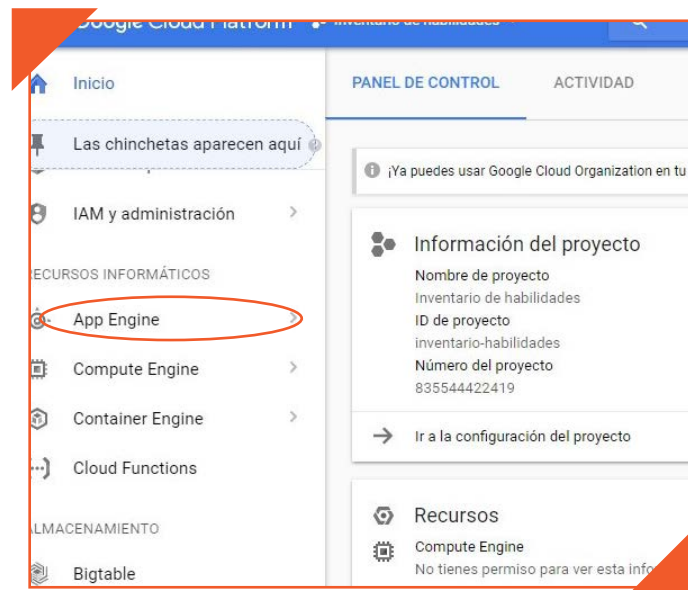 Google Cloud Platform Inventario de habilidades
Inicio
Las chinchetas aparecen aquí
IAM y administración
RECURSOS INFORMÁTICOS
App Engine
Compute Engine
Container Engine
Cloud Functions
ALMACENAMIENTO
Bigtable
PANEL DE CONTROL ACTIVIDAD
¡Ya puedes usar Google Cloud Organization en tu
Información del proyecto
Nombre de proyecto
Inventario de habilidades
ID de proyecto
inventario-habilidades
Número del proyecto
835544422419
Ir a la configuración del proyecto
Recursos
Compute Engine
No tienes permiso para ver esta info